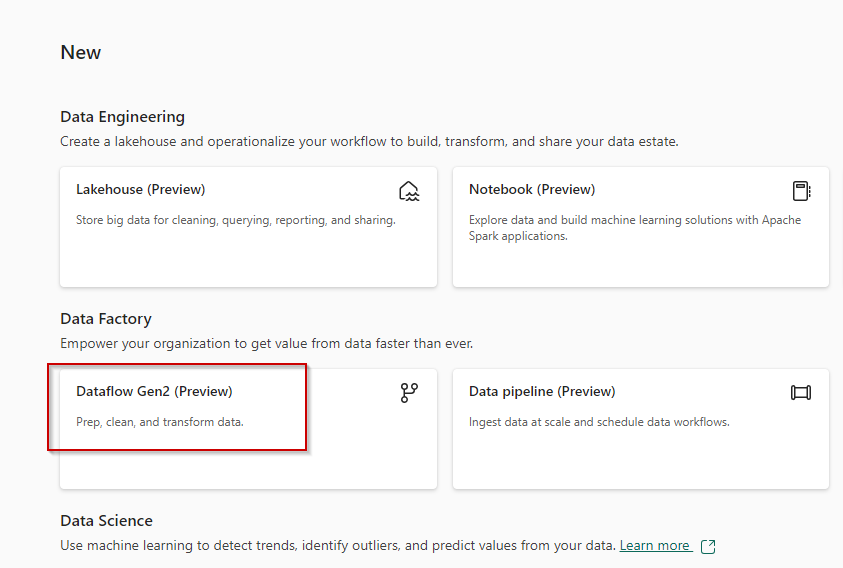 New
Data Engineering
Create a lakehouse and operationalize your workflow to build, transform, and share your data estate.
Lakehouse (Preview)
Store big data for cleaning, querying, reporting, and sharing.
Notebook (Preview)
Explore data and build machine learning solutions with Apache
Spark applications.
Data Factory
Empower your organization to get value from data faster than ever.
Dataflow Gen2 (Preview)
Prep, clean, and transform data.
Data pipeline (Preview)
Ingest data at scale and schedule data workflows.
Data Science
Use machine learning to detect trends, identify outliers, and predict values from your data. Learn more